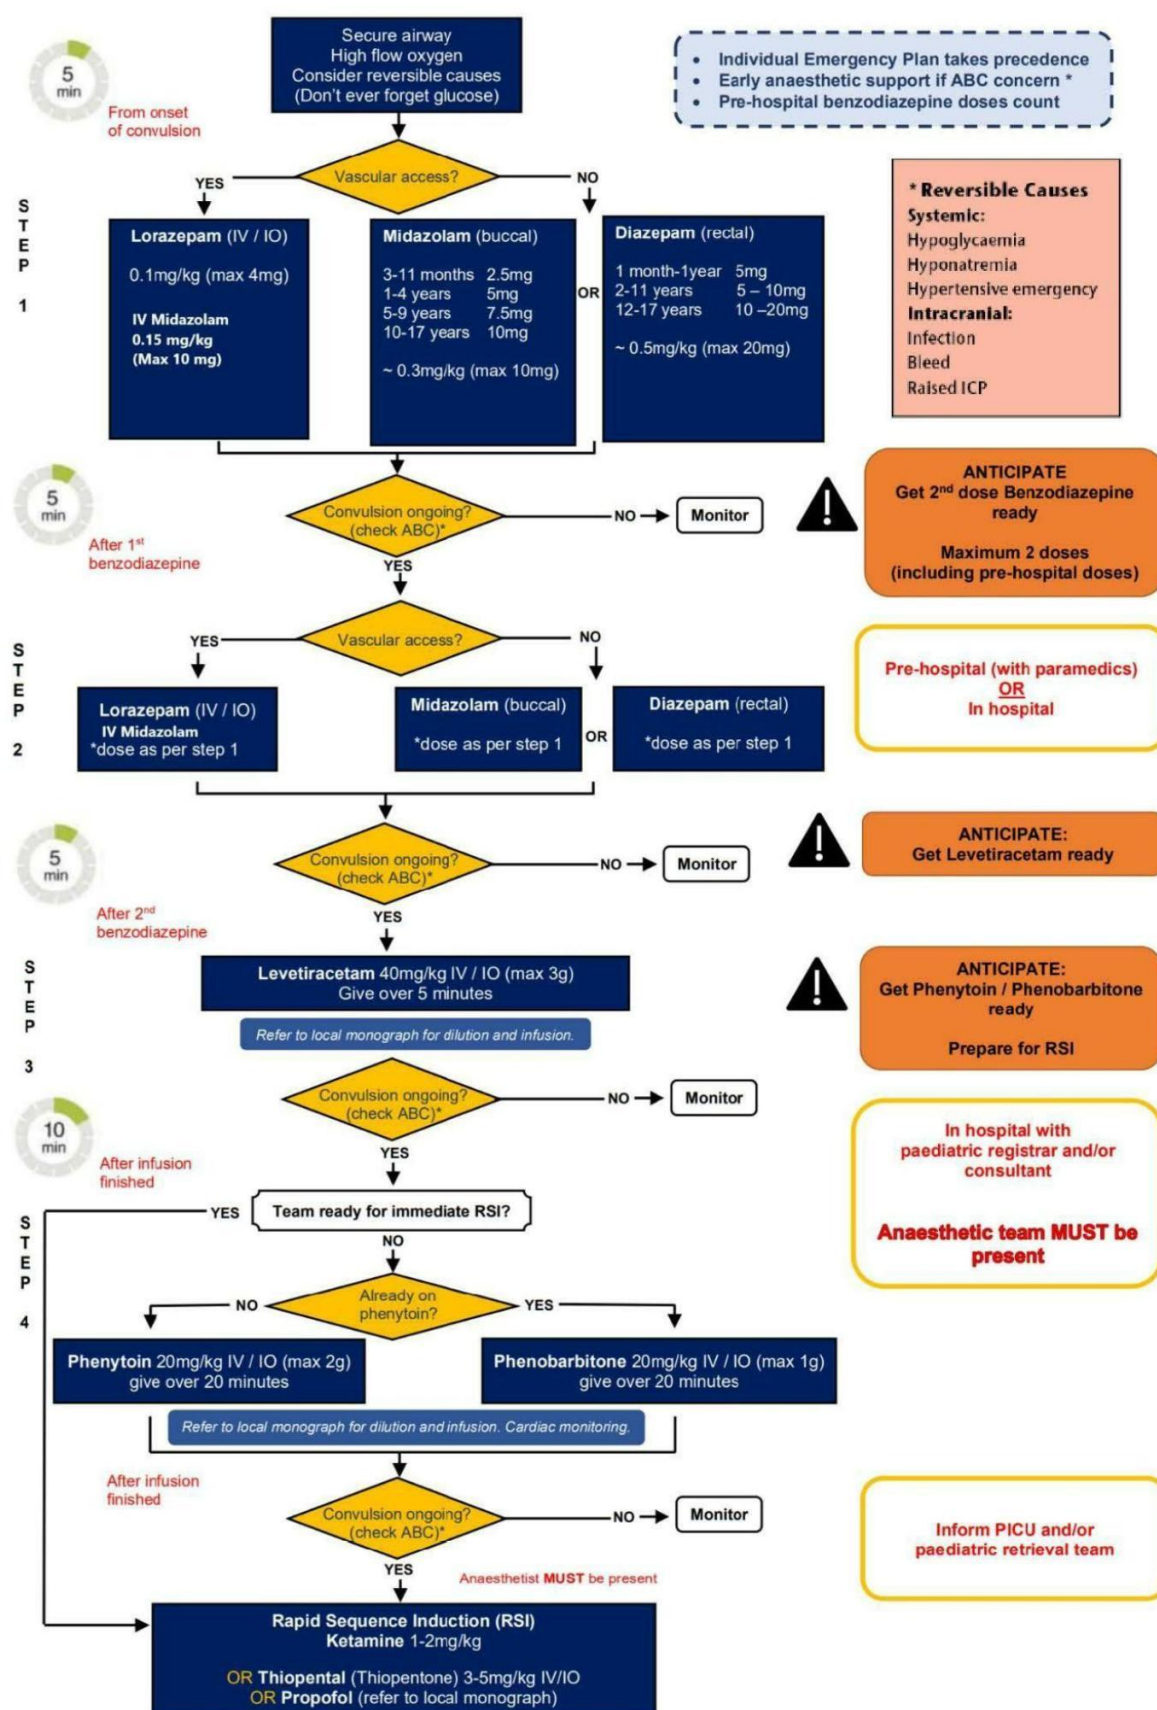 Secure airway
High flow oxygen
Consider reversible causes
(Don't ever forget glucose)
5
min
From onset
of convulsion
• Individual Emergency Plan takes precedence
• Early anaesthetic support if ABC concern *
• Pre-hospital benzodiazepine doses count
STEP 1
Vascular access?
YES
NO
Lorazepam (IV / IO)
0.1mg/kg (max 4mg)
IV Midazolam
0.15 mg/kg
(Max 10 mg)
Midazolam (buccal)
3-11 months 2.5mg
1-4 years 5mg
5-9 years 7.5mg
10-17 years 10mg
~ 0.3mg/kg (max 10mg)
OR
Diazepam (rectal)
1 month-1year 5mg
2-11 years 5 – 10mg
12-17 years 10 –20mg
~ 0.5mg/kg (max 20mg)
* Reversible Causes
Systemic:
Hypoglycaemia
Hyponatremia
Hypertensive emergency
Intracranial:
Infection
Bleed
Raised ICP
5
min
After 1st
benzodiazepine
Convulsion ongoing?
(check ABC)*
NO
Monitor
YES
ANTICIPATE
Get 2nd dose Benzodiazepine
ready
Maximum 2 doses
(including pre-hospital doses)
STEP 2
Vascular access?
YES
NO
Lorazepam (IV / IO)
IV Midazolam
*dose as per step 1
Midazolam (buccal)
*dose as per step 1
OR
Diazepam (rectal)
*dose as per step 1
Pre-hospital (with paramedics)
OR
In hospital
5
min
After 2nd
benzodiazepine
Convulsion ongoing?
(check ABC)*
NO
Monitor
YES
ANTICIPATE:
Get Levetiracetam ready
STEP 3
Levetiracetam 40mg/kg IV / IO (max 3g)
Give over 5 minutes
Refer to local monograph for dilution and infusion.
ANTICIPATE:
Get Phenytoin / Phenobarbitone
ready
Prepare for RSI
10
min
After infusion
finished
Convulsion ongoing?
(check ABC)*
NO
Monitor
YES
In hospital with
paediatric registrar and/or
consultant
Anaesthetic team MUST be
present
STEP 4
YES
Team ready for immediate RSI?
NO
Already on
phenytoin?
NO
YES
Phenytoin 20mg/kg IV / IO (max 2g)
give over 20 minutes
Phenobarbitone 20mg/kg IV / IO (max 1g)
give over 20 minutes
Refer to local monograph for dilution and infusion. Cardiac monitoring.
After infusion
finished
Convulsion ongoing?
(check ABC)*
NO
Monitor
YES
Anaesthetist MUST be present
Inform PICU and/or
paediatric retrieval team
Rapid Sequence Induction (RSI)
Ketamine 1-2mg/kg
OR Thiopental (Thiopentone) 3-5mg/kg IV/IO
OR Propofol (refer to local monograph)